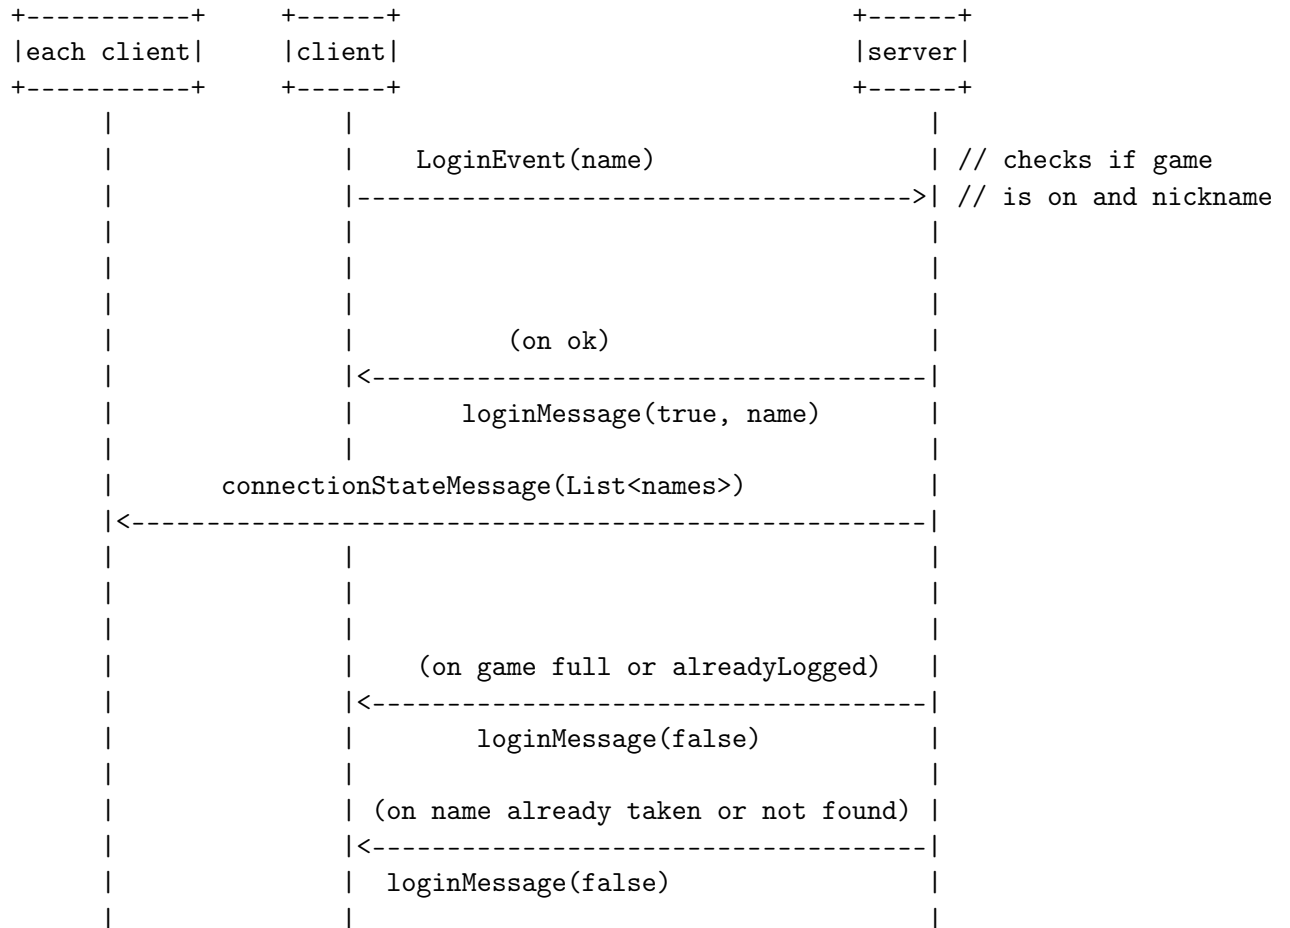 +-----------+     +------+                              +------+
|each client|     |client|                              |server|
+-----------+     +------+                              +------+
      |               |                                      |
      |               |    LoginEvent(name)                  | // checks if game
      |               |------------------------------------->| // is on and nickname
      |               |                                      |
      |               |                                      |
      |               |                                      |
      |               |          (on ok)                     |
      |               |<-------------------------------------|
      |               |       loginMessage(true, name)       |
      |               |                                      |
      |       connectionStateMessage(List<names>)            |
      |<-----------------------------------------------------|
      |               |                                      |
      |               |                                      |
      |               |                                      |
      |               |    (on game full or alreadyLogged)   |
      |               |<-------------------------------------|
      |               |        loginMessage(false)           |
      |               |                                      |
      |               | (on name already taken or not found) |
      |               |<-------------------------------------|
      |               |  loginMessage(false)                 |
      |               |                                      |